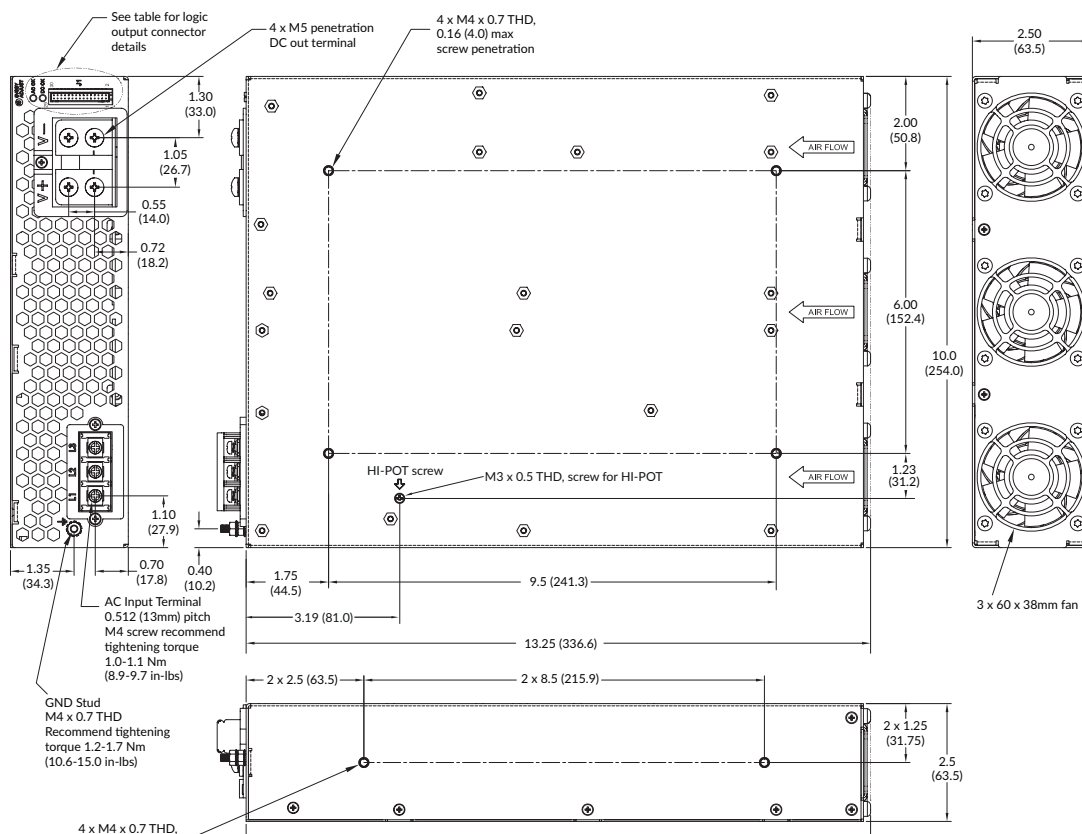 See table for logic
output connector
details
4 x M5 penetration
DC out terminal
4 x M4 x 0.7 THD,
0.16 (4.0) max
screw penetration
2.50
(63.5)
J1
AC OK
DC OK
V-
V+
1.30
(33.0)
1.05
(26.7)
0.55
(14.0)
0.72
(18.2)
AIR FLOW
AIR FLOW
AIR FLOW
2.00
(50.8)
6.00
(152.4)
10.0
(254.0)
1.23
(31.2)
HI-POT screw
M3 x 0.5 THD, screw for HI-POT
L3
L2
L1
1.10
(27.9)
1.35
(34.3)
0.70
(17.8)
0.40
(10.2)
1.75
(44.5)
9.5 (241.3)
3.19 (81.0)
13.25 (336.6)
3 x 60 x 38mm fan
AC Input Terminal
0.512 (13mm) pitch
M4 screw recommend
tightening torque
1.0-1.1 Nm
(8.9-9.7 in-lbs)
GND Stud
M4 x 0.7 THD
Recommend tightening
torque 1.2-1.7 Nm
(10.6-15.0 in-lbs)
2 x 2.5 (63.5)
2 x 8.5 (215.9)
2 x 1.25
(31.75)
2.5
(63.5)
4 x M4 x 0.7 THD,